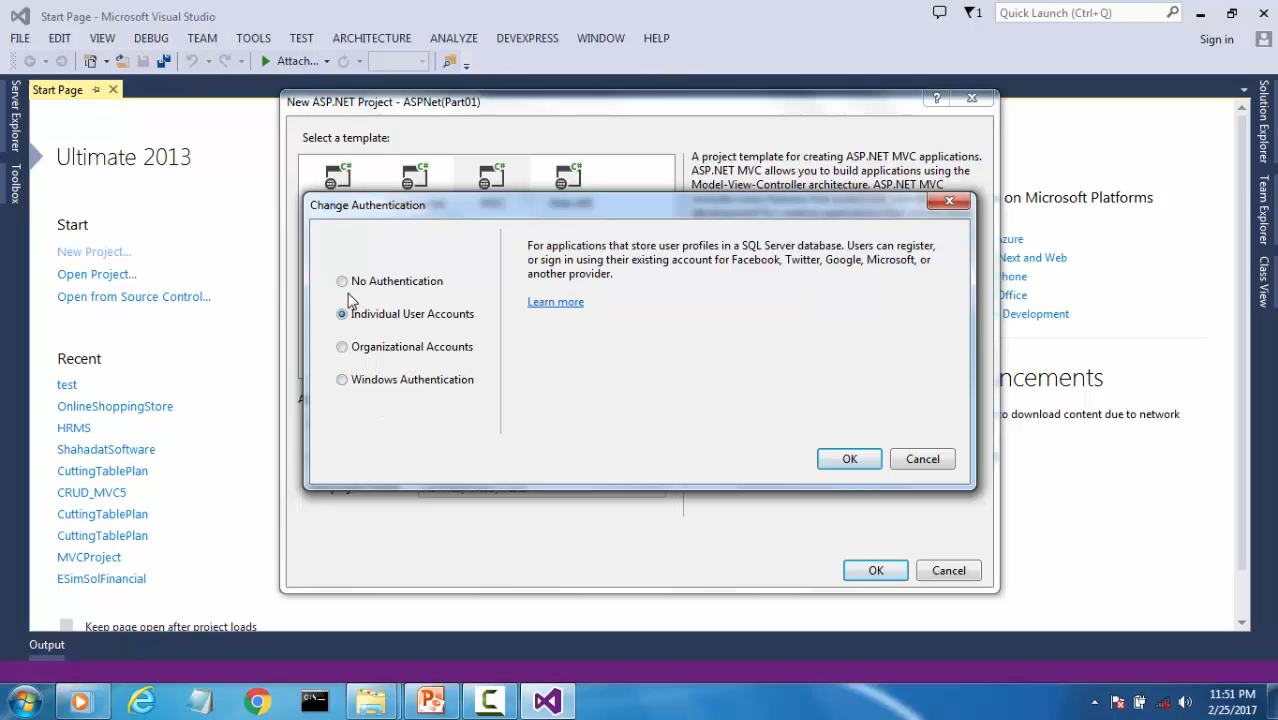 Start Page - Microsoft Visual Studio
1
Quick Launch (Ctrl+Q)
FILE EDIT VIEW DEBUG TEAM TOOLS TEST ARCHITECTURE ANALYZE DEVEXPRESS WINDOW HELP
Sign in
Attach...
Server Explorer
Toolbox
Start Page
Solution Explorer
Team Explorer
Class View
Ultimate 2013
Start
New Project...
Open Project...
Open from Source Control...
Recent
test
OnlineShoppingStore
HRMS
ShahadatSoftware
CuttingTablePlan
CRUD_MVC5
CuttingTablePlan
CuttingTablePlan
MVCProject
ESimSolFinancial
Keep page open after project loads
on Microsoft Platforms
Next and Web
to download content due to network
New ASP.NET Project - ASPNet(Part01)
?
Select a template:
C#
C#
C#
C#
A project template for creating ASP.NET MVC applications.
ASP.NET MVC allows you to build applications using the
Model-View-Controller architecture. ASP.NET MVC
OK
Cancel
Change Authentication
No Authentication
Individual User Accounts
Organizational Accounts
Windows Authentication
For applications that store user profiles in a SQL Server database. Users can register,
or sign in using their existing account for Facebook, Twitter, Google, Microsoft, or
another provider.
Learn more
OK
Cancel
Output
11:51 PM
2/25/2017